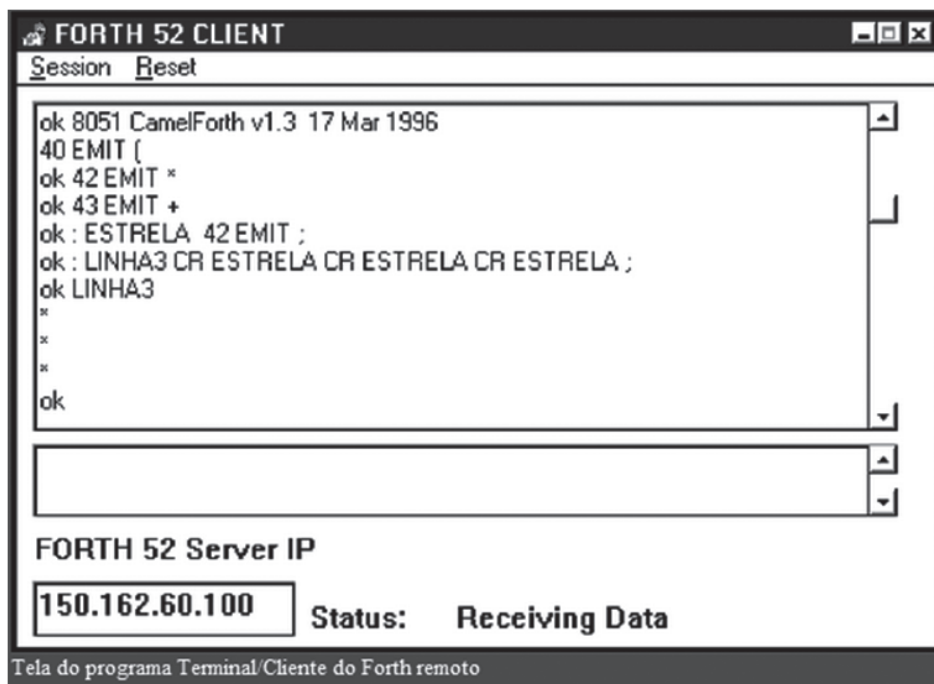 FORTH 52 CLIENT
Session Reset
ok 8051 CamelForth v1.3 17 Mar 1996
40 EMIT (
ok 42 EMIT *
ok 43 EMIT +
ok : ESTRELA 42 EMIT ;
ok : LINHA3 CR ESTRELA CR ESTRELA CR ESTRELA ;
ok LINHA3
*
*
*
ok
FORTH 52 Server IP
150.162.60.100 Status: Receiving Data
Tela do programa Terminal/Cliente do Forth remoto